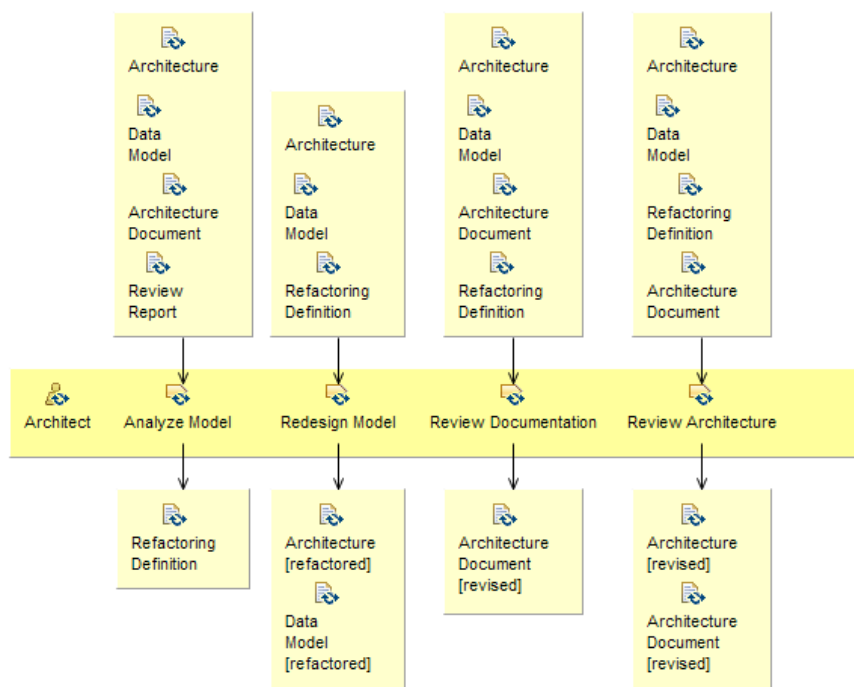 Architecture
Data
Model
Architecture
Document
Review
Report
Architecture
Data
Model
Refactoring
Definition
Architecture
Data
Model
Architecture
Document
Refactoring
Definition
Architecture
Data
Model
Refactoring
Definition
Architecture
Document
Architect
Analyze Model
Redesign Model
Review Documentation
Review Architecture
Refactoring
Definition
Architecture
[refactored]
Data
Model
[refactored]
Architecture
Document
[revised]
Architecture
[revised]
Architecture
Document
[revised]